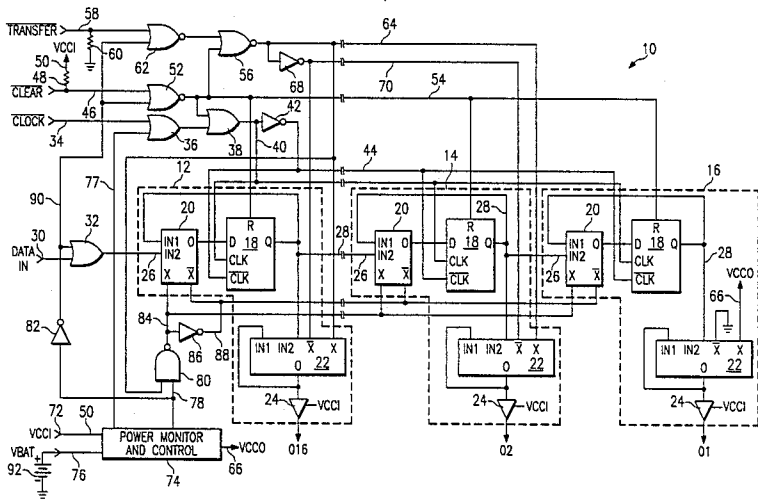 TRANSFER
58
64
50
VCCI
60
62
56
68
70
10
48
52
CLEAR
46
54
42
CLOCK
34
36
38
40
44
90
77
12
14
16
32
20
R
18
D
Q
CLK
CLK
IN1
O
IN2
X
X
26
28
20
R
18
D
Q
CLK
CLK
IN1
O
IN2
X
X
26
28
20
R
18
D
Q
CLK
CLK
IN1
O
IN2
X
X
26
28
30
DATA
IN
82
84
86
88
80
78
66
VCCO
IN1 IN2 X X
O 22
IN1 IN2 X X
O 22
IN1 IN2 X X
O 22
24
VCCI
24
VCCI
24
VCCI
O16
O2
O1
72
VCCI
50
VBAT
92
76
POWER MONITOR
AND CONTROL
74
VCCO
66